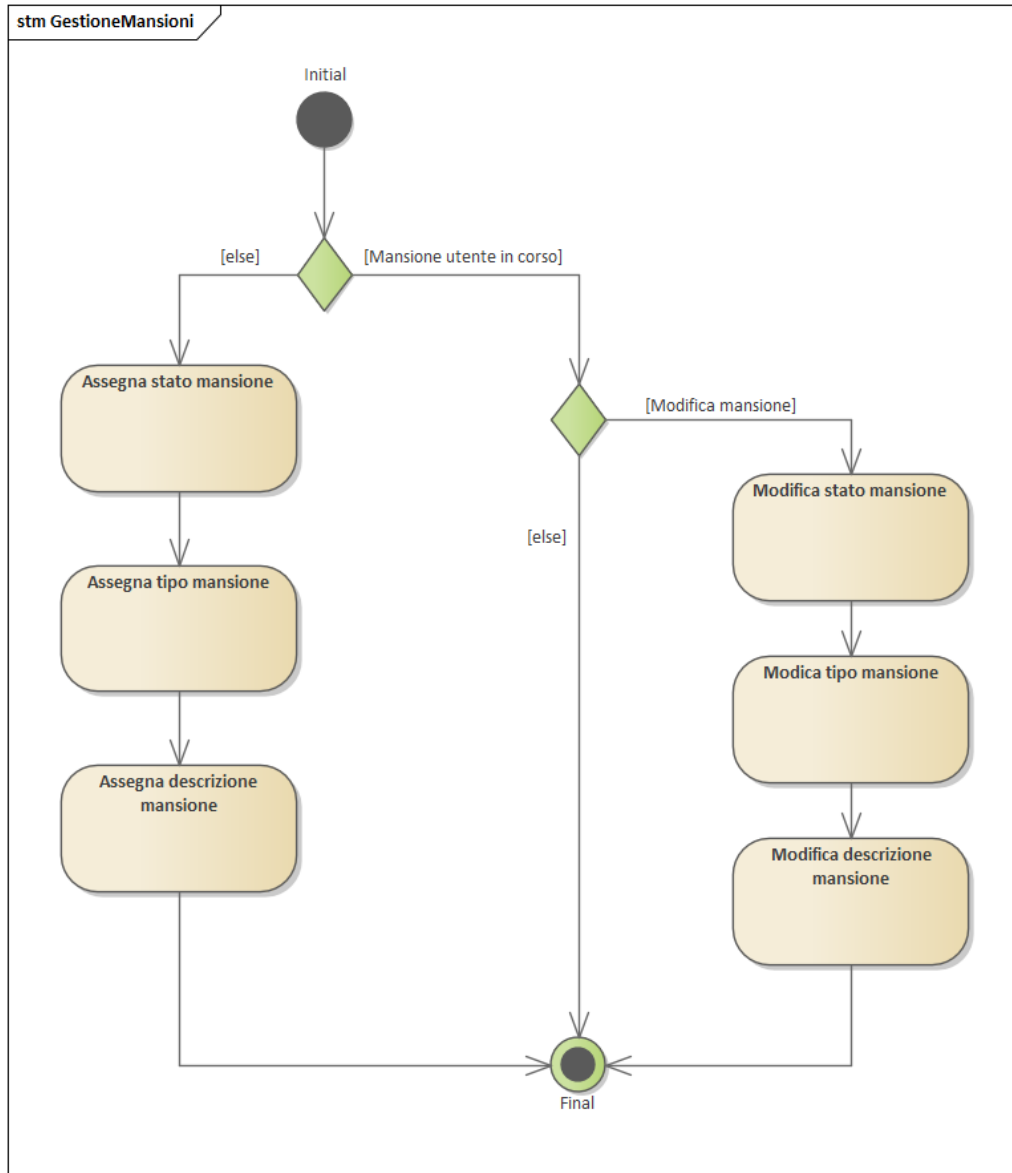 stm GestioneMansioni
Initial
[else]
[Mansione utente in corso]
Assegna stato mansione
[Modifica mansione]
Modifica stato mansione
[else]
Assegna tipo mansione
Modica tipo mansione
Assegna descrizione
mansione
Modifica descrizione
mansione
Final